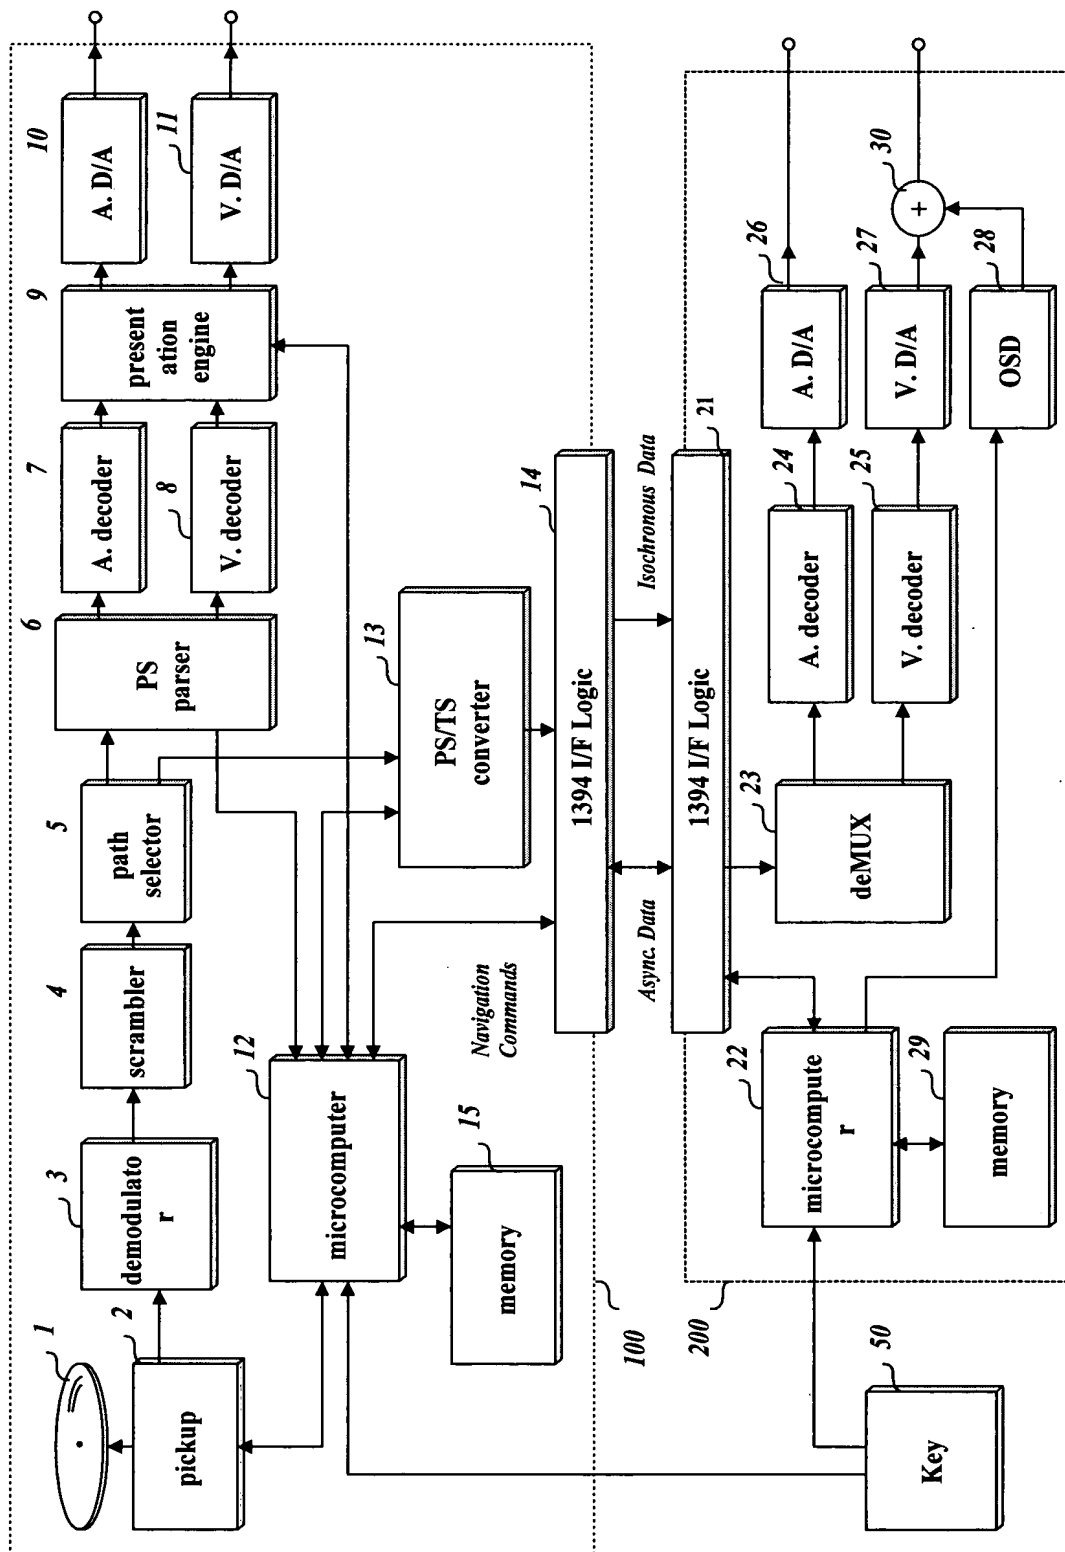 1
2
pickup
3
demodulato
r
4
scrambler
5
path
selector
6
PS
parser
7
A. decoder
8
V. decoder
9
present
ation
engine
10
A. D/A
11
V. D/A
12
microcomputer
15
memory
13
PS/TS
converter
Navigation
Commands
14
1394 I/F Logic
100
Async. Data
Isochronous Data
200
21
1394 I/F Logic
22
microcompute
r
29
memory
23
deMUX
24
A. decoder
25
V. decoder
26
A. D/A
27
V. D/A
28
OSD
30
+
50
Key